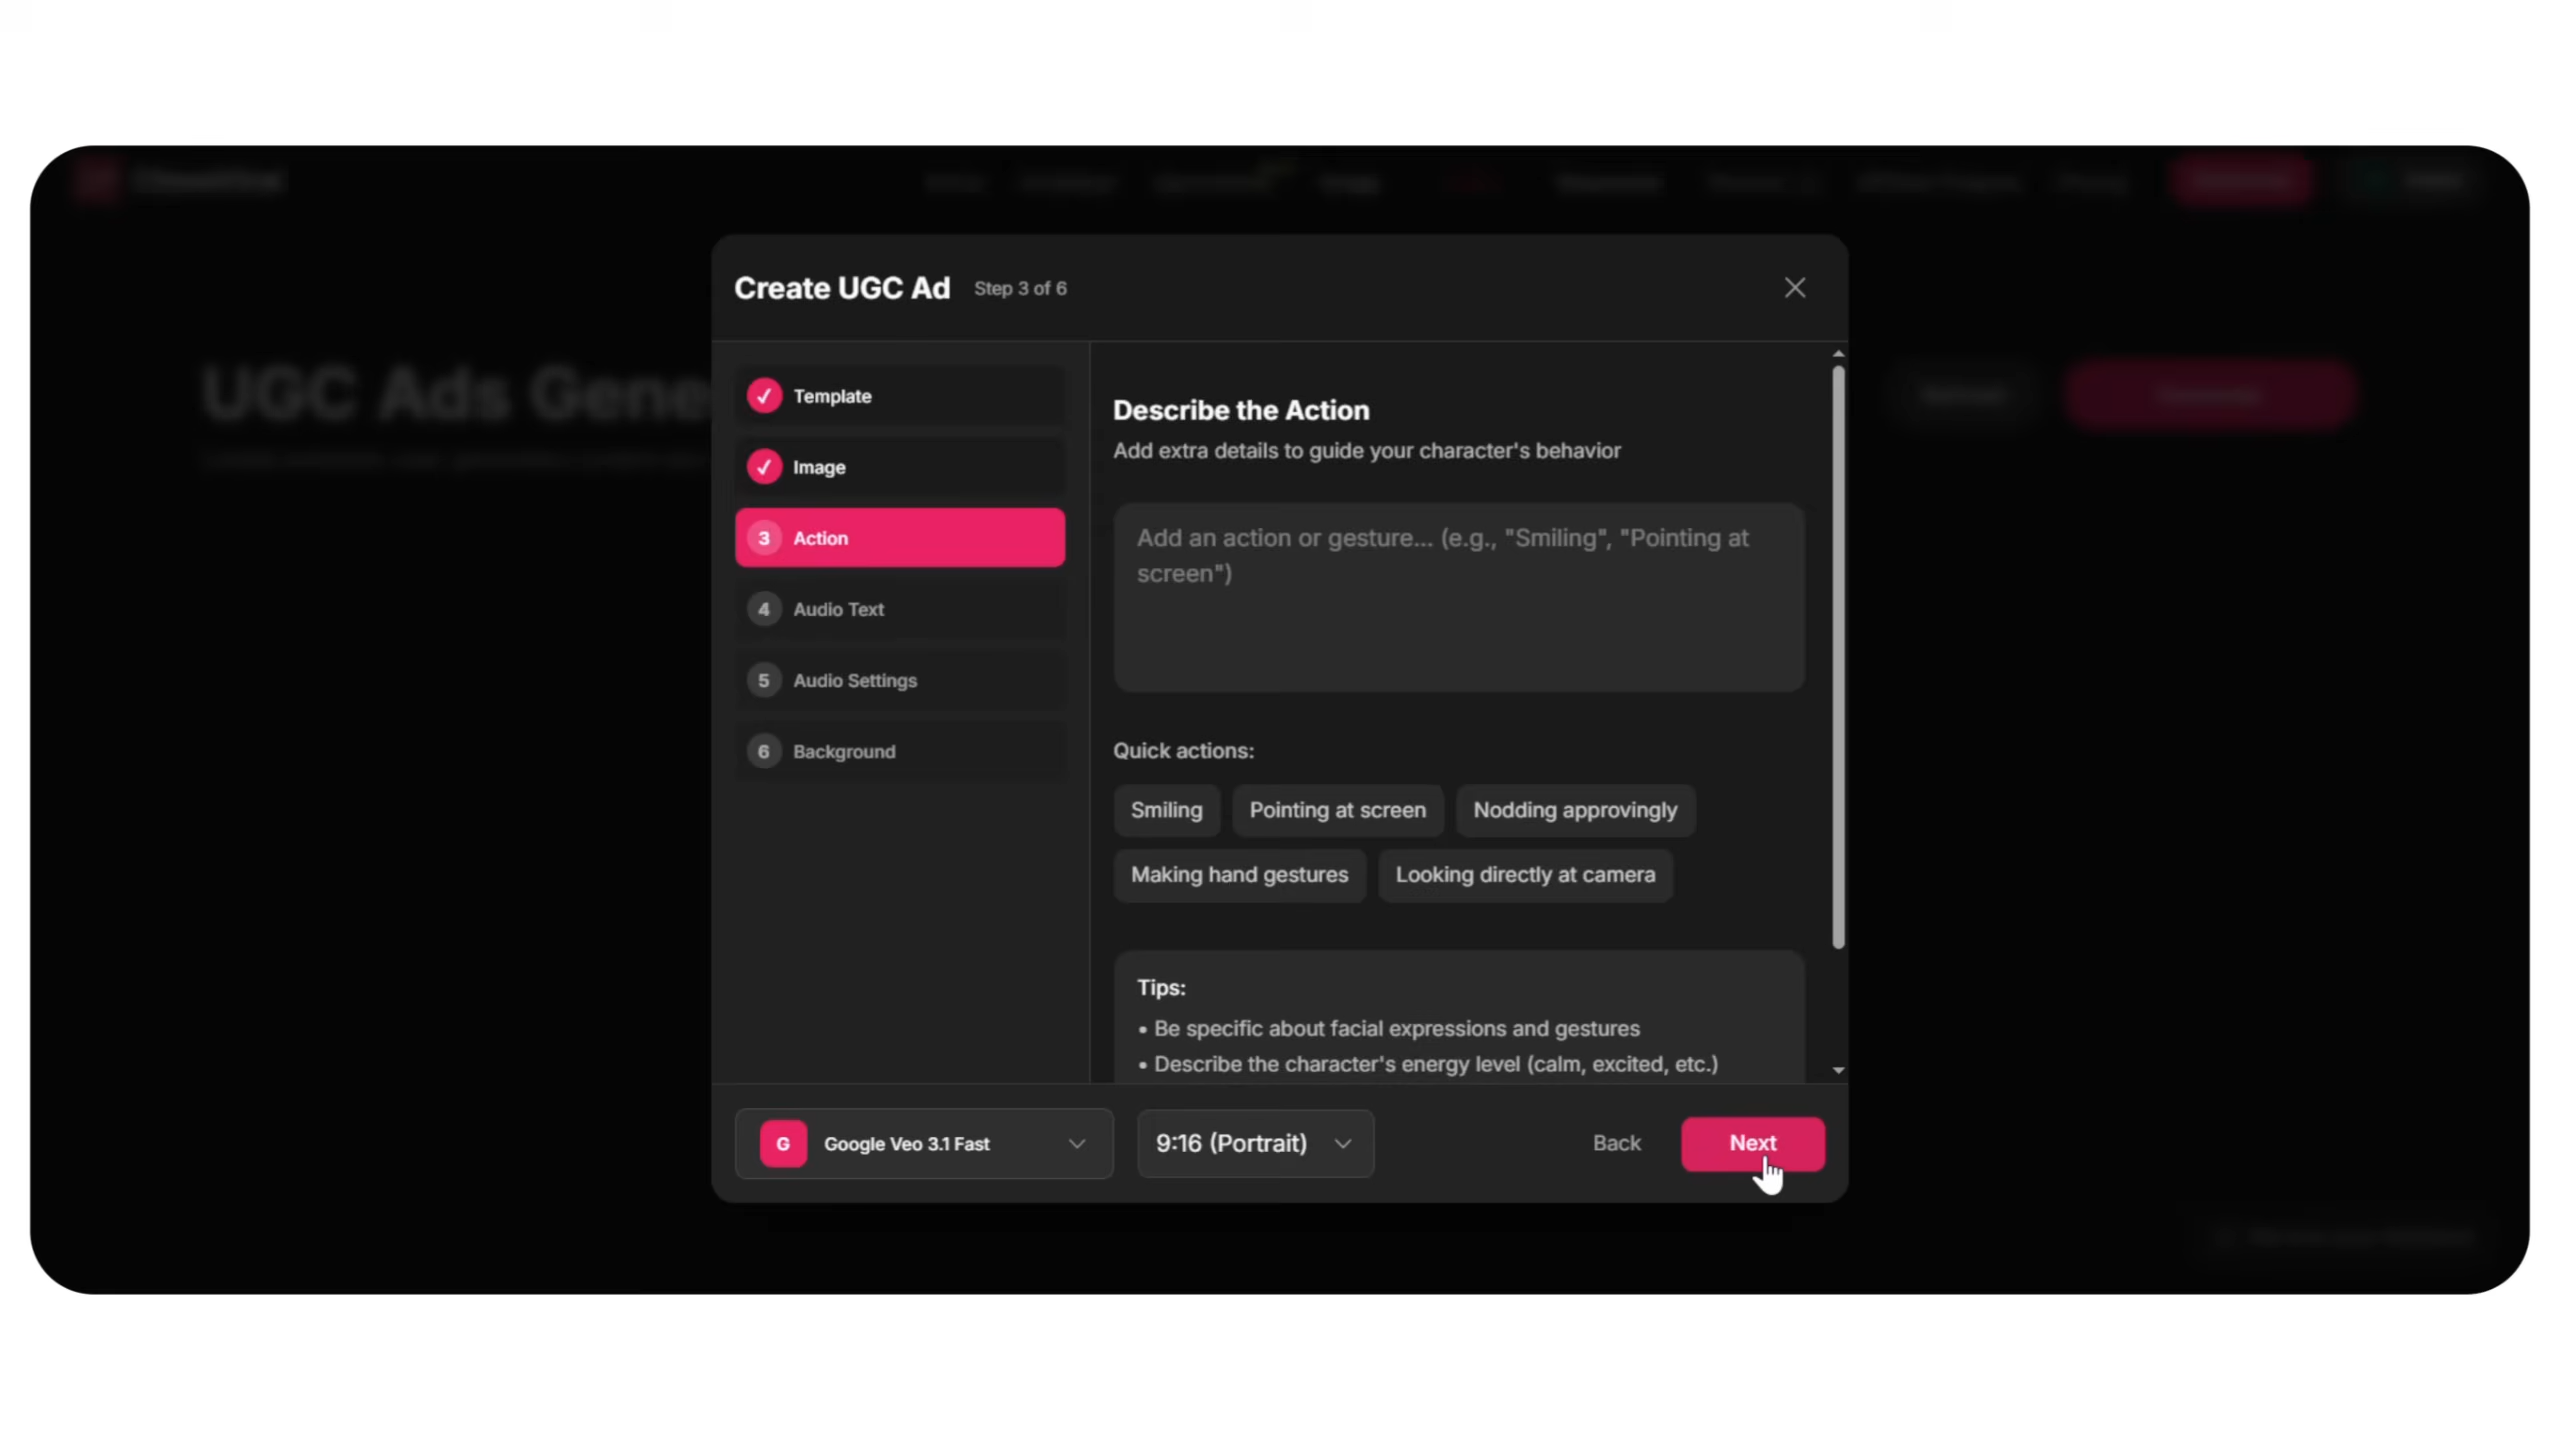 Create UGC Ad Step 3 of 6
UGC Ads Gene
Template
Image
3 Action
4 Audio Text
5 Audio Settings
6 Background
Describe the Action
Add extra details to guide your character's behavior
Add an action or gesture... (e.g., "Smiling", "Pointing at
screen")
Quick actions:
Smiling Pointing at screen Nodding approvingly
Making hand gestures Looking directly at camera
Tips:
• Be specific about facial expressions and gestures
• Describe the character's energy level (calm, excited, etc.)
G Google Veo 3.1 Fast 9:16 (Portrait) Back Next